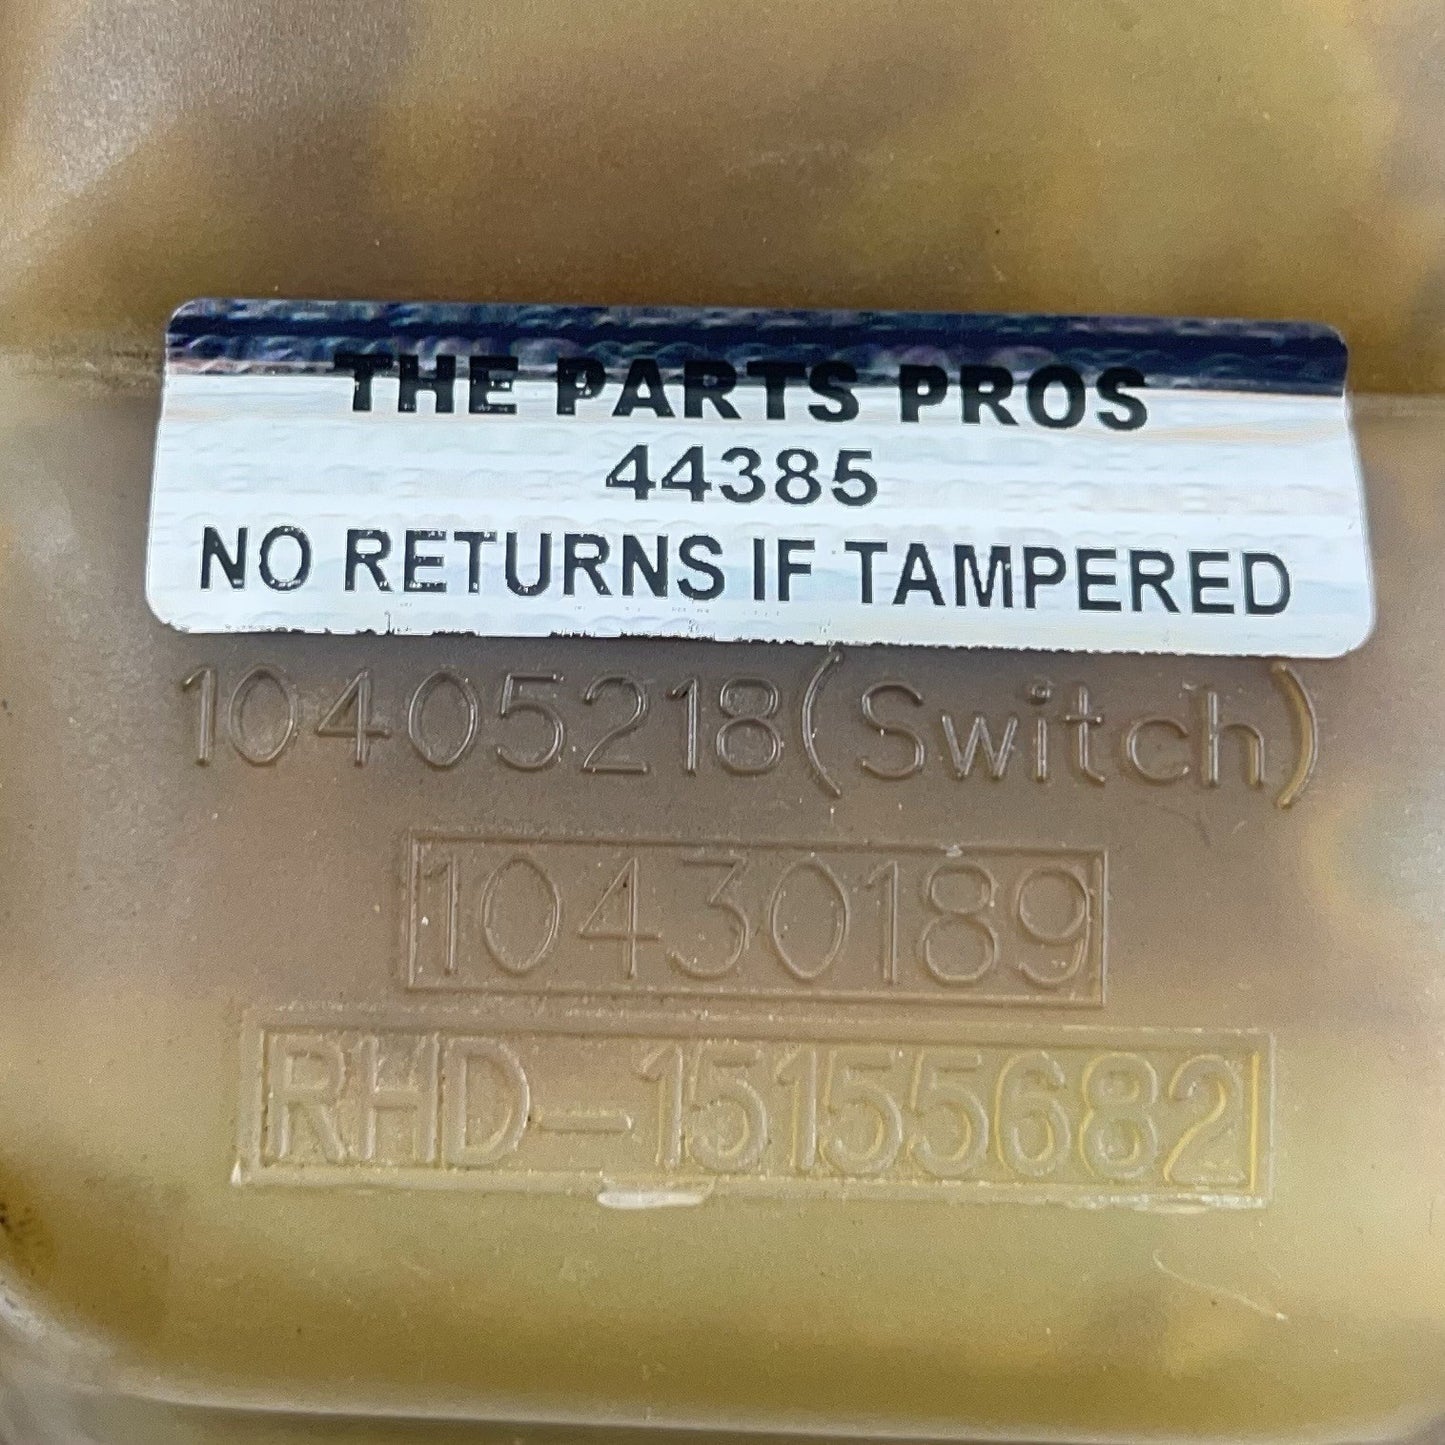 THE PARTS PROS
44385
NO RETURNS IF TAMPERED
10405218(Switch)
10430189
RHD-15155682